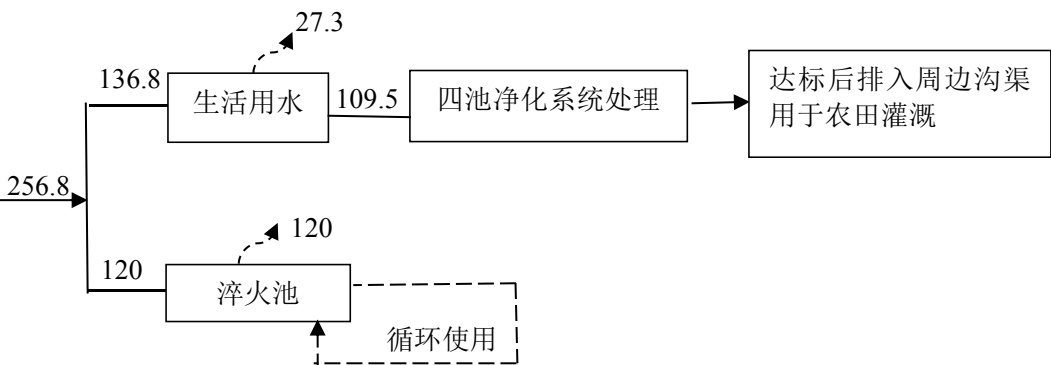 27.3
136.8
生活用水
109.5
四池净化系统处理
达标后排入周边沟渠
用于农田灌溉
256.8
120
120
淬火池
循环使用